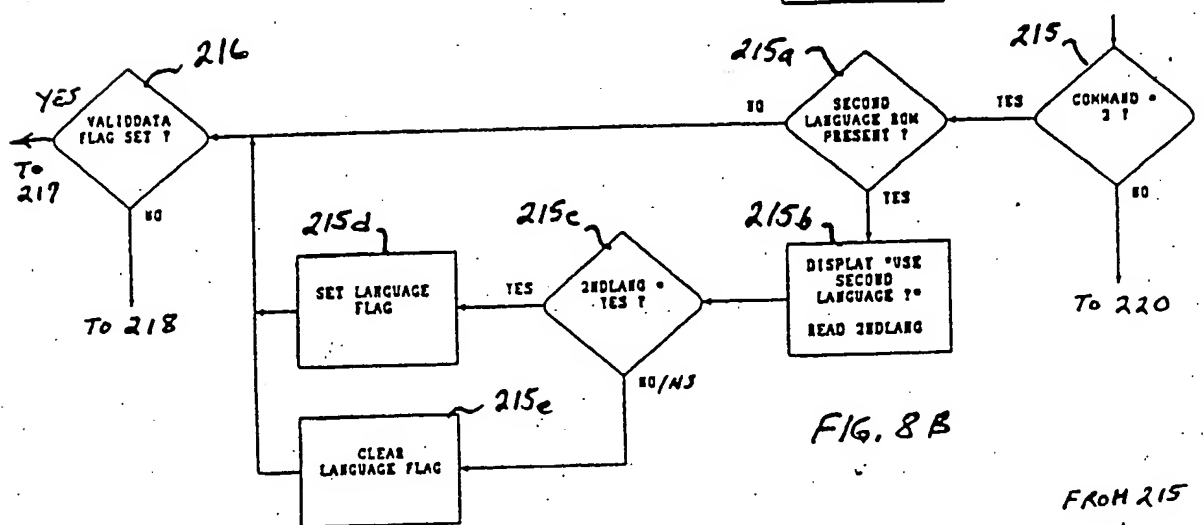 216
YES
VALIDDATA
FLAG SET ?
TO
217
NO
TO 218
215a
NO
SECOND
LANGUAGE ROM
PRESENT ?
YES
215
YES
COMMAND =
NO
TO 220
215b
DISPLAY "USE
SECOND
LANGUAGE ?"
READ 2NDLANG
215c
2NDLANG =
YES ?
YES
NO/NS
215d
SET LANGUAGE
FLAG
215e
CLEAR
LANGUAGE FLAG
FIG. 8B
FROM 215